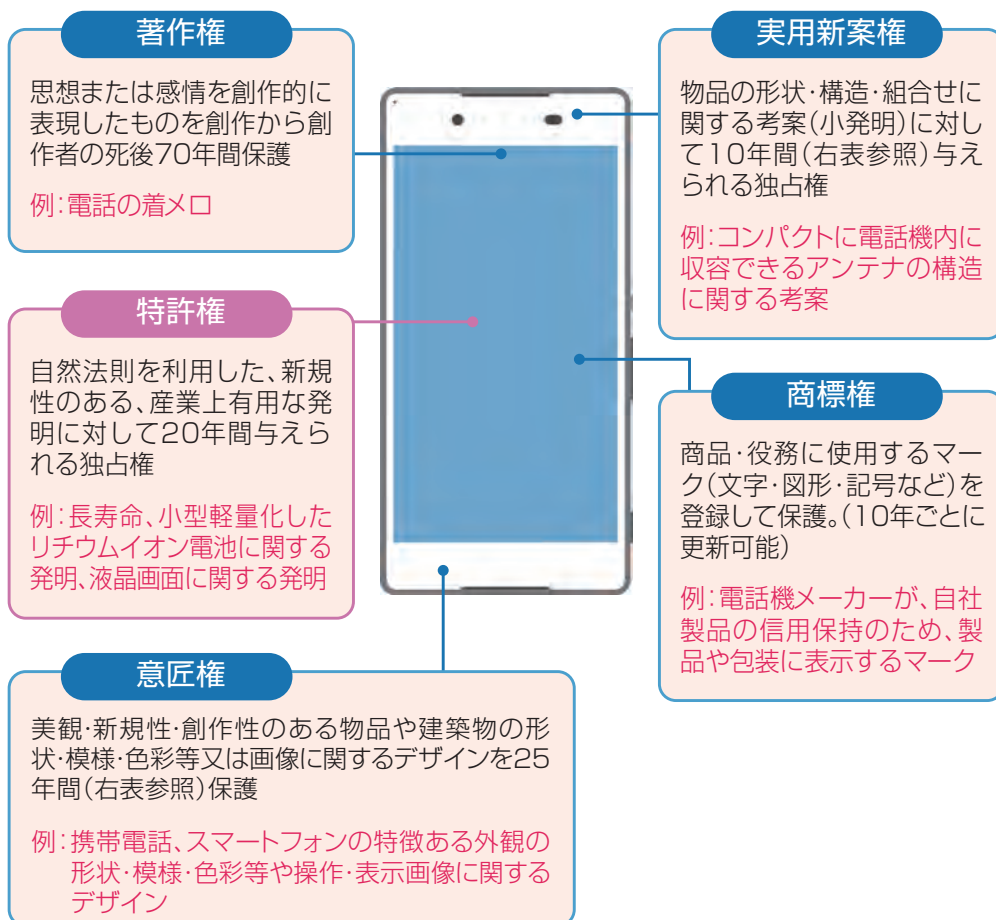 著作権
思想または感情を創作的に
表現したものを創作から創
作者の死後70年間保護
例:電話の着メロ
特許権
自然法則を利用した、新規
性のある、産業上有用な発
明に対して20年間与えら
れる独占権
例:長寿命、小型軽量化した
リチウムイオン電池に関する
発明、液晶画面に関する発明
意匠権
美観・新規性・創作性のある物品や建築物の形
状・模様・色彩等又は画像に関するデザインを25
年間(右表参照)保護
例:携帯電話、スマートフォンの特徴ある外観の
形状・模様・色彩等や操作・表示画像に関する
デザイン
実用新案権
物品の形状・構造・組合せに
関する考案(小発明)に対し
て10年間(右表参照)与え
られる独占権
例:コンパクトに電話機内に
収容できるアンテナの構造
に関する考案
商標権
商品・役務に使用するマー
ク(文字・図形・記号など)を
登録して保護。(10年ごとに
更新可能)
例:電話機メーカーが、自社
製品の信用保持のため、製
品や包装に表示するマーク